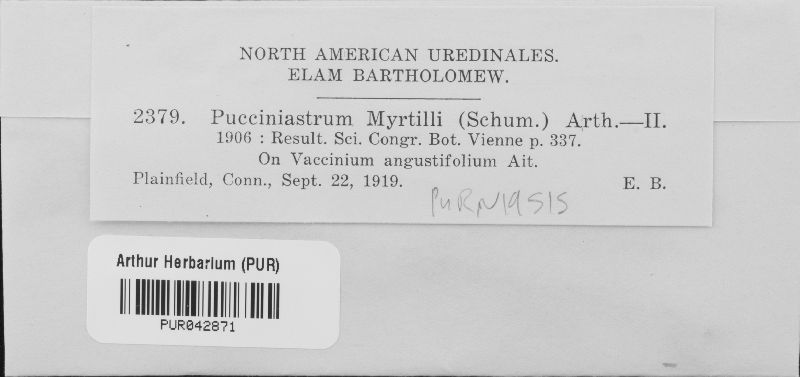 NORTH AMERICAN UREDINALES.
ELAM BARTHOLOMEW.
2379. Pucciniastrum Myrtilli (Schum.) Arth.—II.
1906 : Result. Sci. Congr. Bot. Vienne p. 337.
On Vaccinium angustifolium Ait.
Plainfield, Conn., Sept. 22, 1919. E. B.
PURN19515
Arthur Herbarium (PUR)
PUR042871